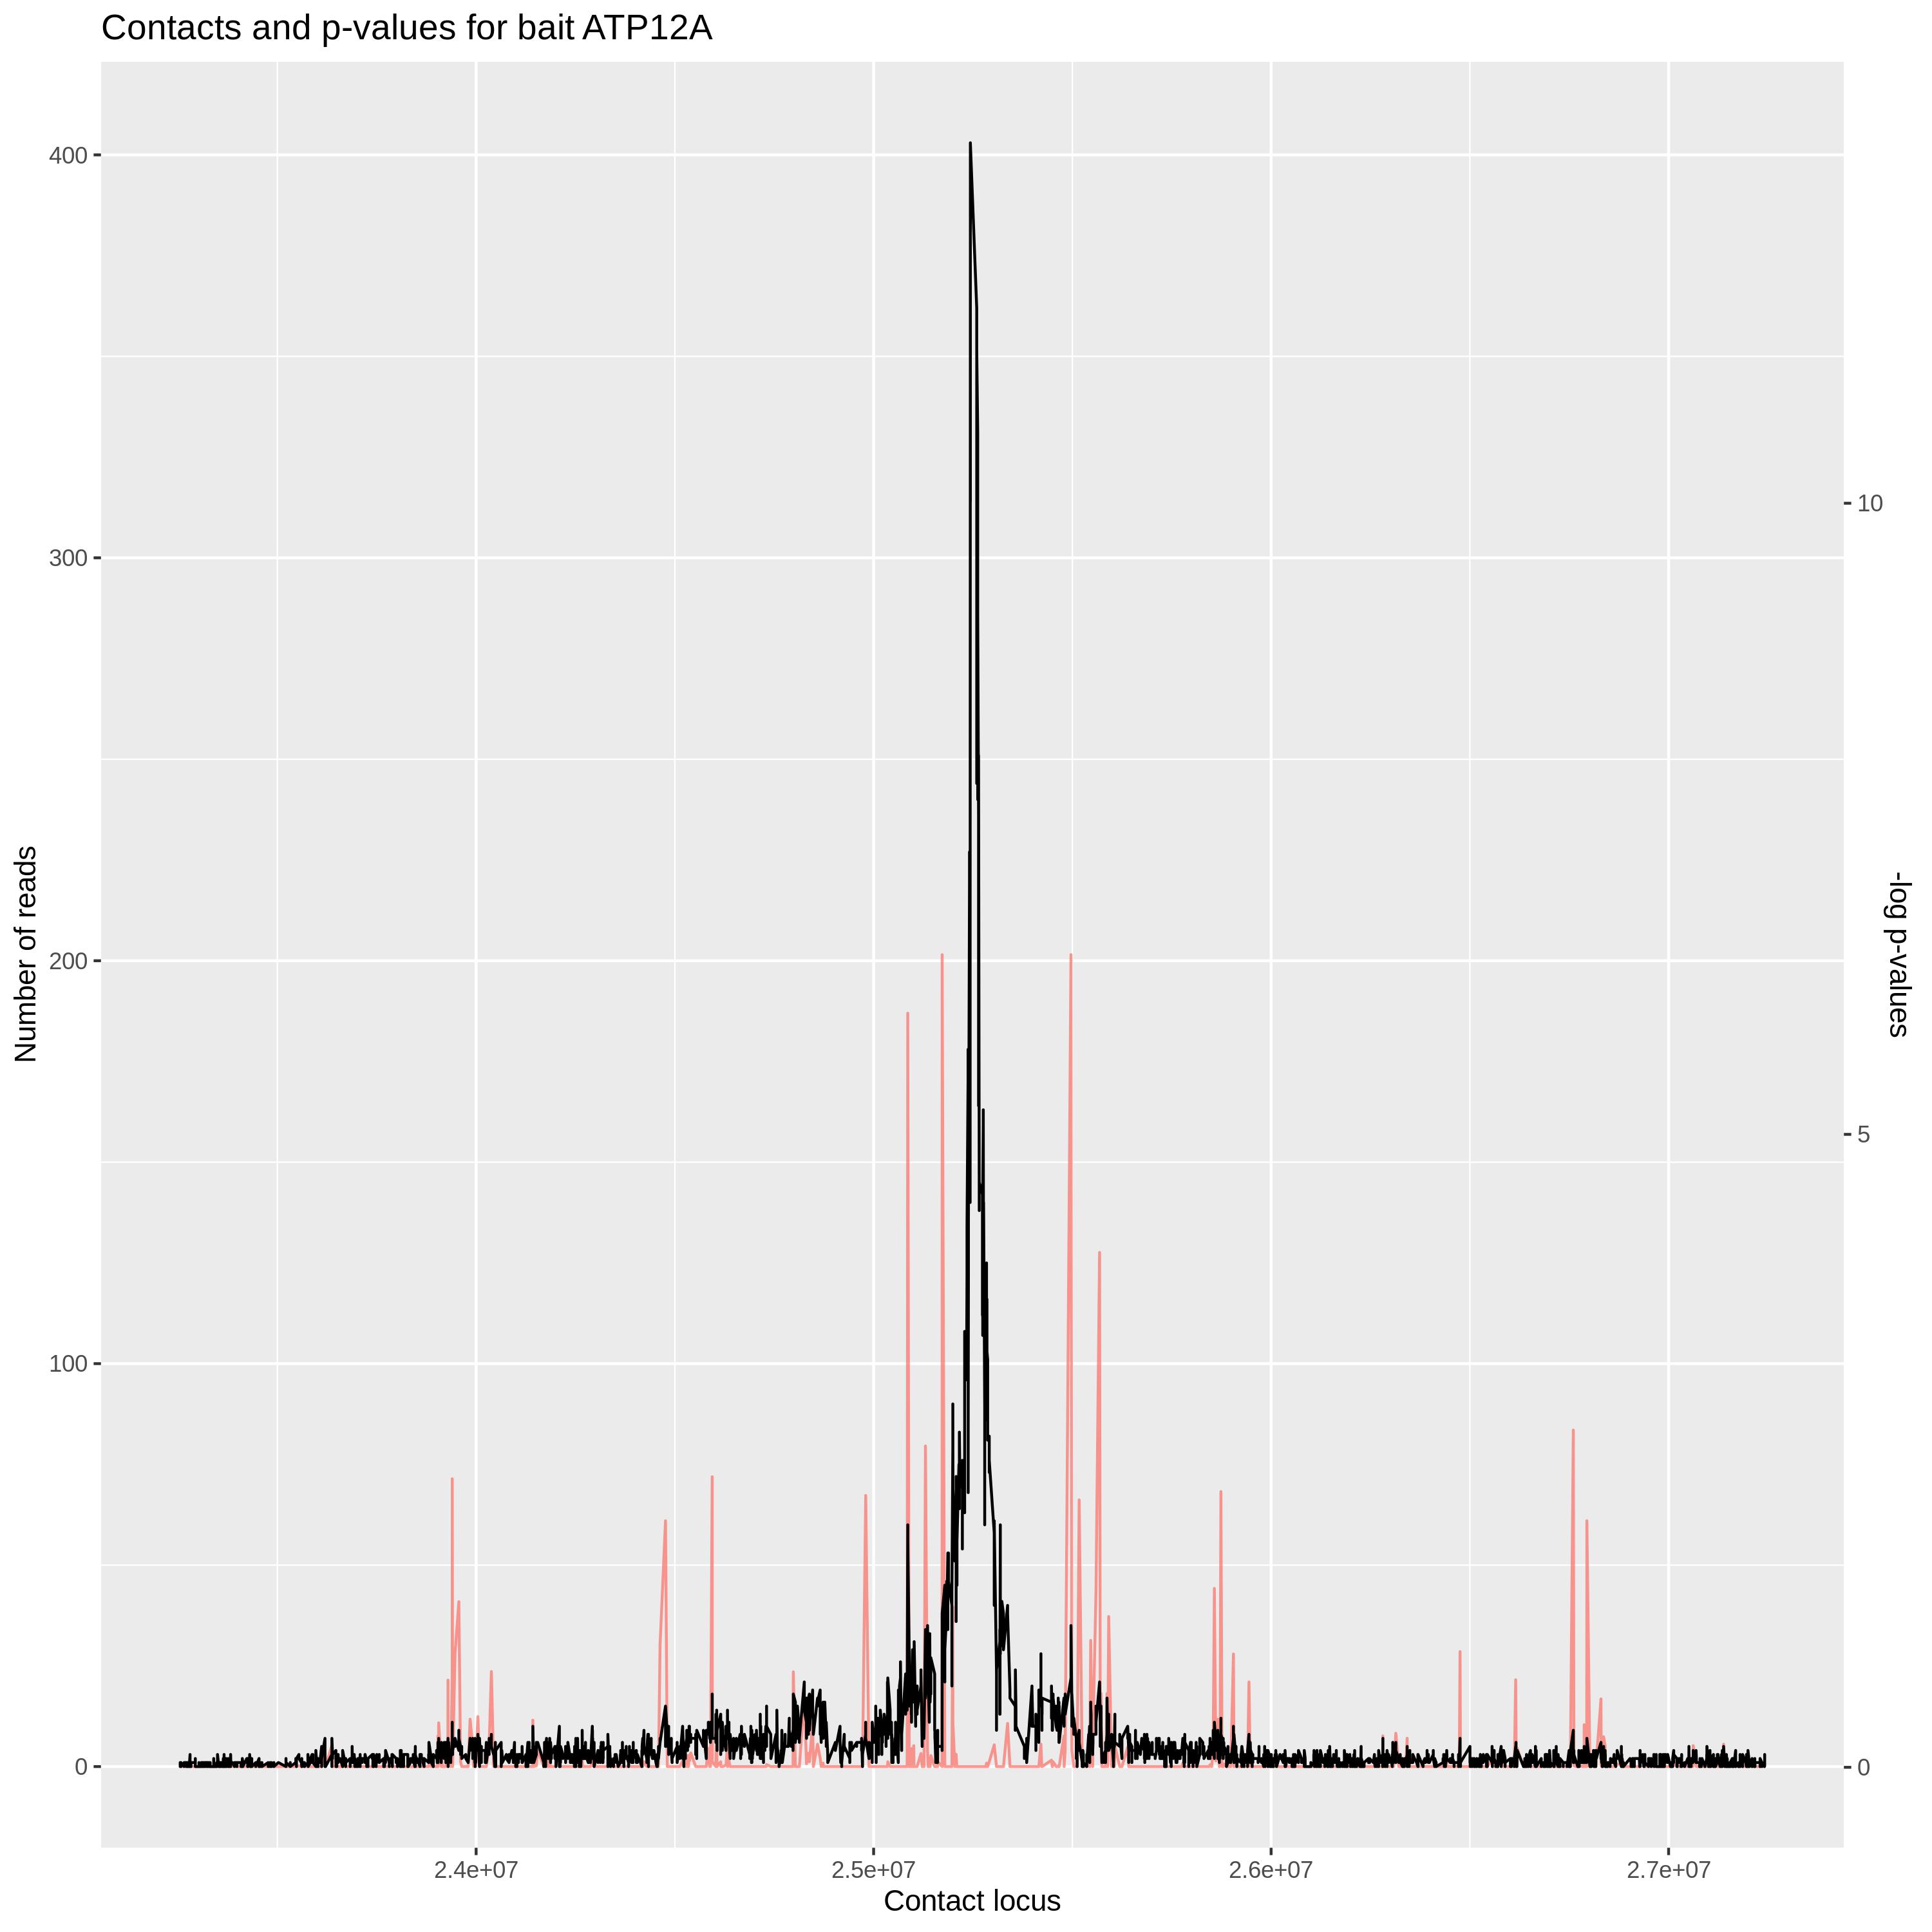 Contacts and p-values for bait ATP12A
400
300
200
100
0
Number of reads
10
5
0
-log p-values
2.4e+07
2.5e+07
2.6e+07
2.7e+07
Contact locus